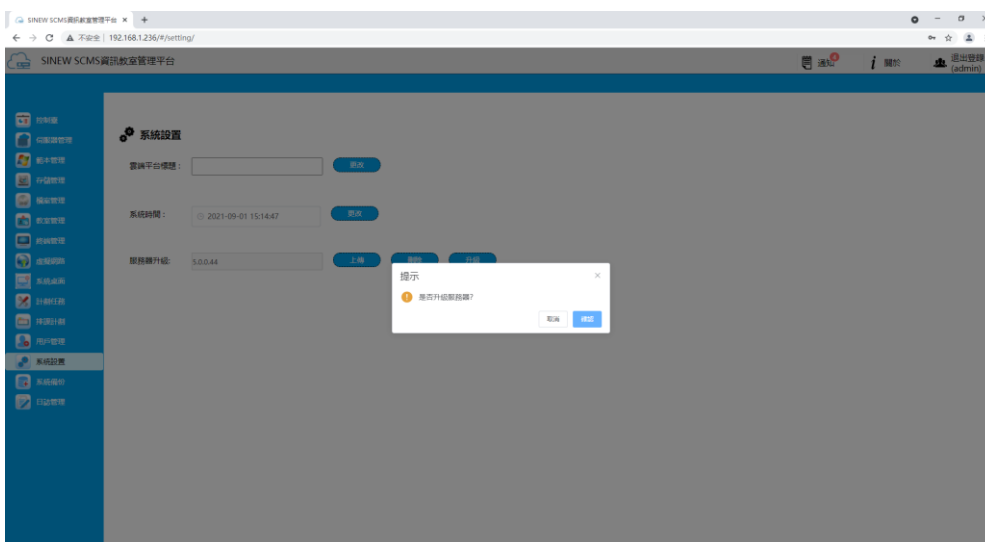 SINEW SCMS資訊教室管理平台
不安全 | 192.168.1.236/#/setting/
SINEW SCMS資訊教室管理平台
通知
關於
退出登錄
(admin)
控制臺
伺服器管理
範本管理
存儲管理
檔案管理
教室管理
終端管理
虛擬網路
系統桌面
計劃任務
排課計劃
用戶管理
系統設置
系統備份
日誌管理
系統設置
雲端平台標題：
更改
系統時間：
2021-09-01 15:14:47
更改
服務器升級:
5.0.0.44
上傳
刪除
升級
提示
是否升級服務器?
取消
確認